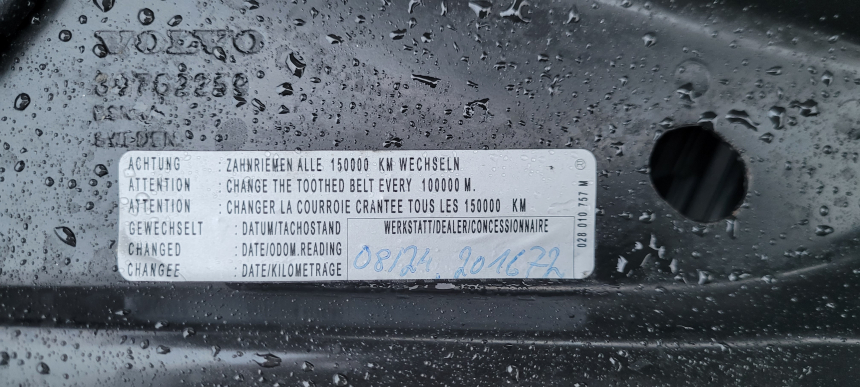 VOLVO
ACHTUNG : ZAHNRIEMEN ALLE 150000 KM WECHSELN
ATTENTION : CHANGE THE TOOTHED BELT EVERY 100000 M.
ATTENTION : CHANGER LA COURROIE CRANTEE TOUS LES 150000 KM
GEWECHSELT : DATUM/TACHOSTAND WERKSTATT/DEALER/CONCESSIONNAIRE
CHANGED : DATE/ODOM.READING
CHANGEE : DATE/KILOMETRAGE
08/24 201672
028 010 757 M